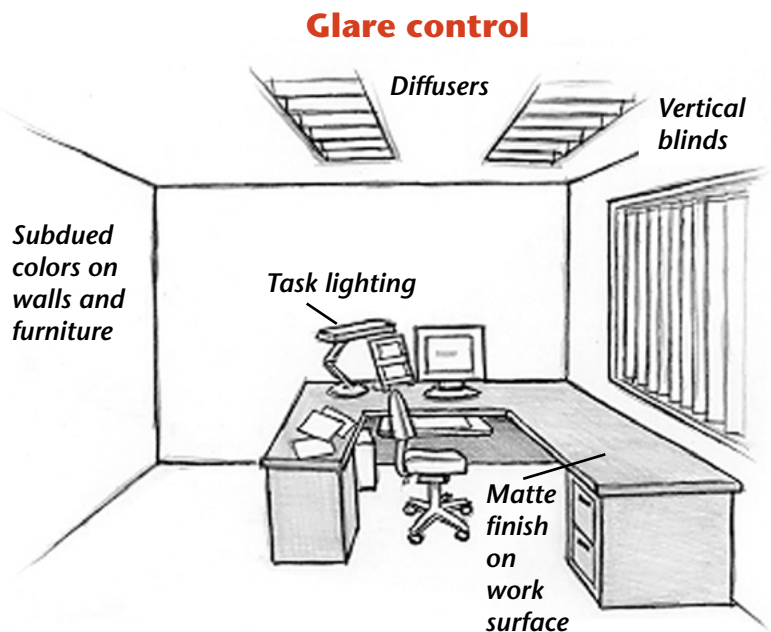 Glare control
Diffusers
Vertical
blinds
Subdued
colors on
walls and
furniture
Task lighting
Matte
finish
on
work
surface